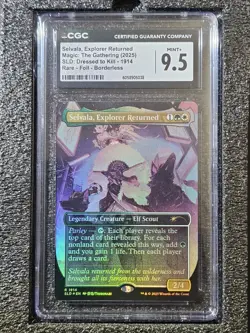 CGC CERTIFIED GUARANTY COMPANY
Selvala, Explorer Returned
Magic: The Gathering (2025)
SLD: Dressed to Kill - 1914
Rare - Foil - Borderless
MINT+
9.5
Selvala, Explorer Returned
Legendary Creature — Elf Scout
Parley — : Each player reveals
the top card of their library. For
each nonland card revealed this way, add
and you gain 1 life. Then each player
draws a card.
Selvala returned from the wilderness and
brought all its
2/4
R 1914
SLD EN